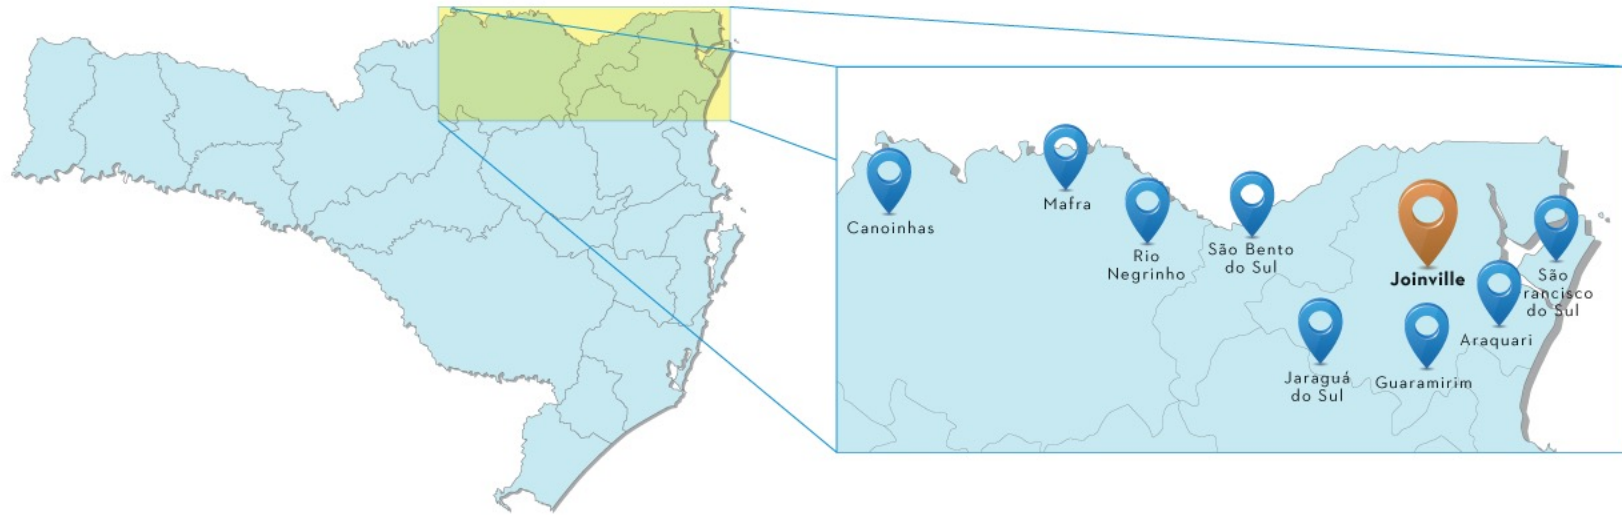 Canoinhas
Mafra
Rio
Negrinho
São Bento
do Sul
Joinville
São
rancisco
do Sul
Araquari
Jaraguá
do Sul
Guaramirim